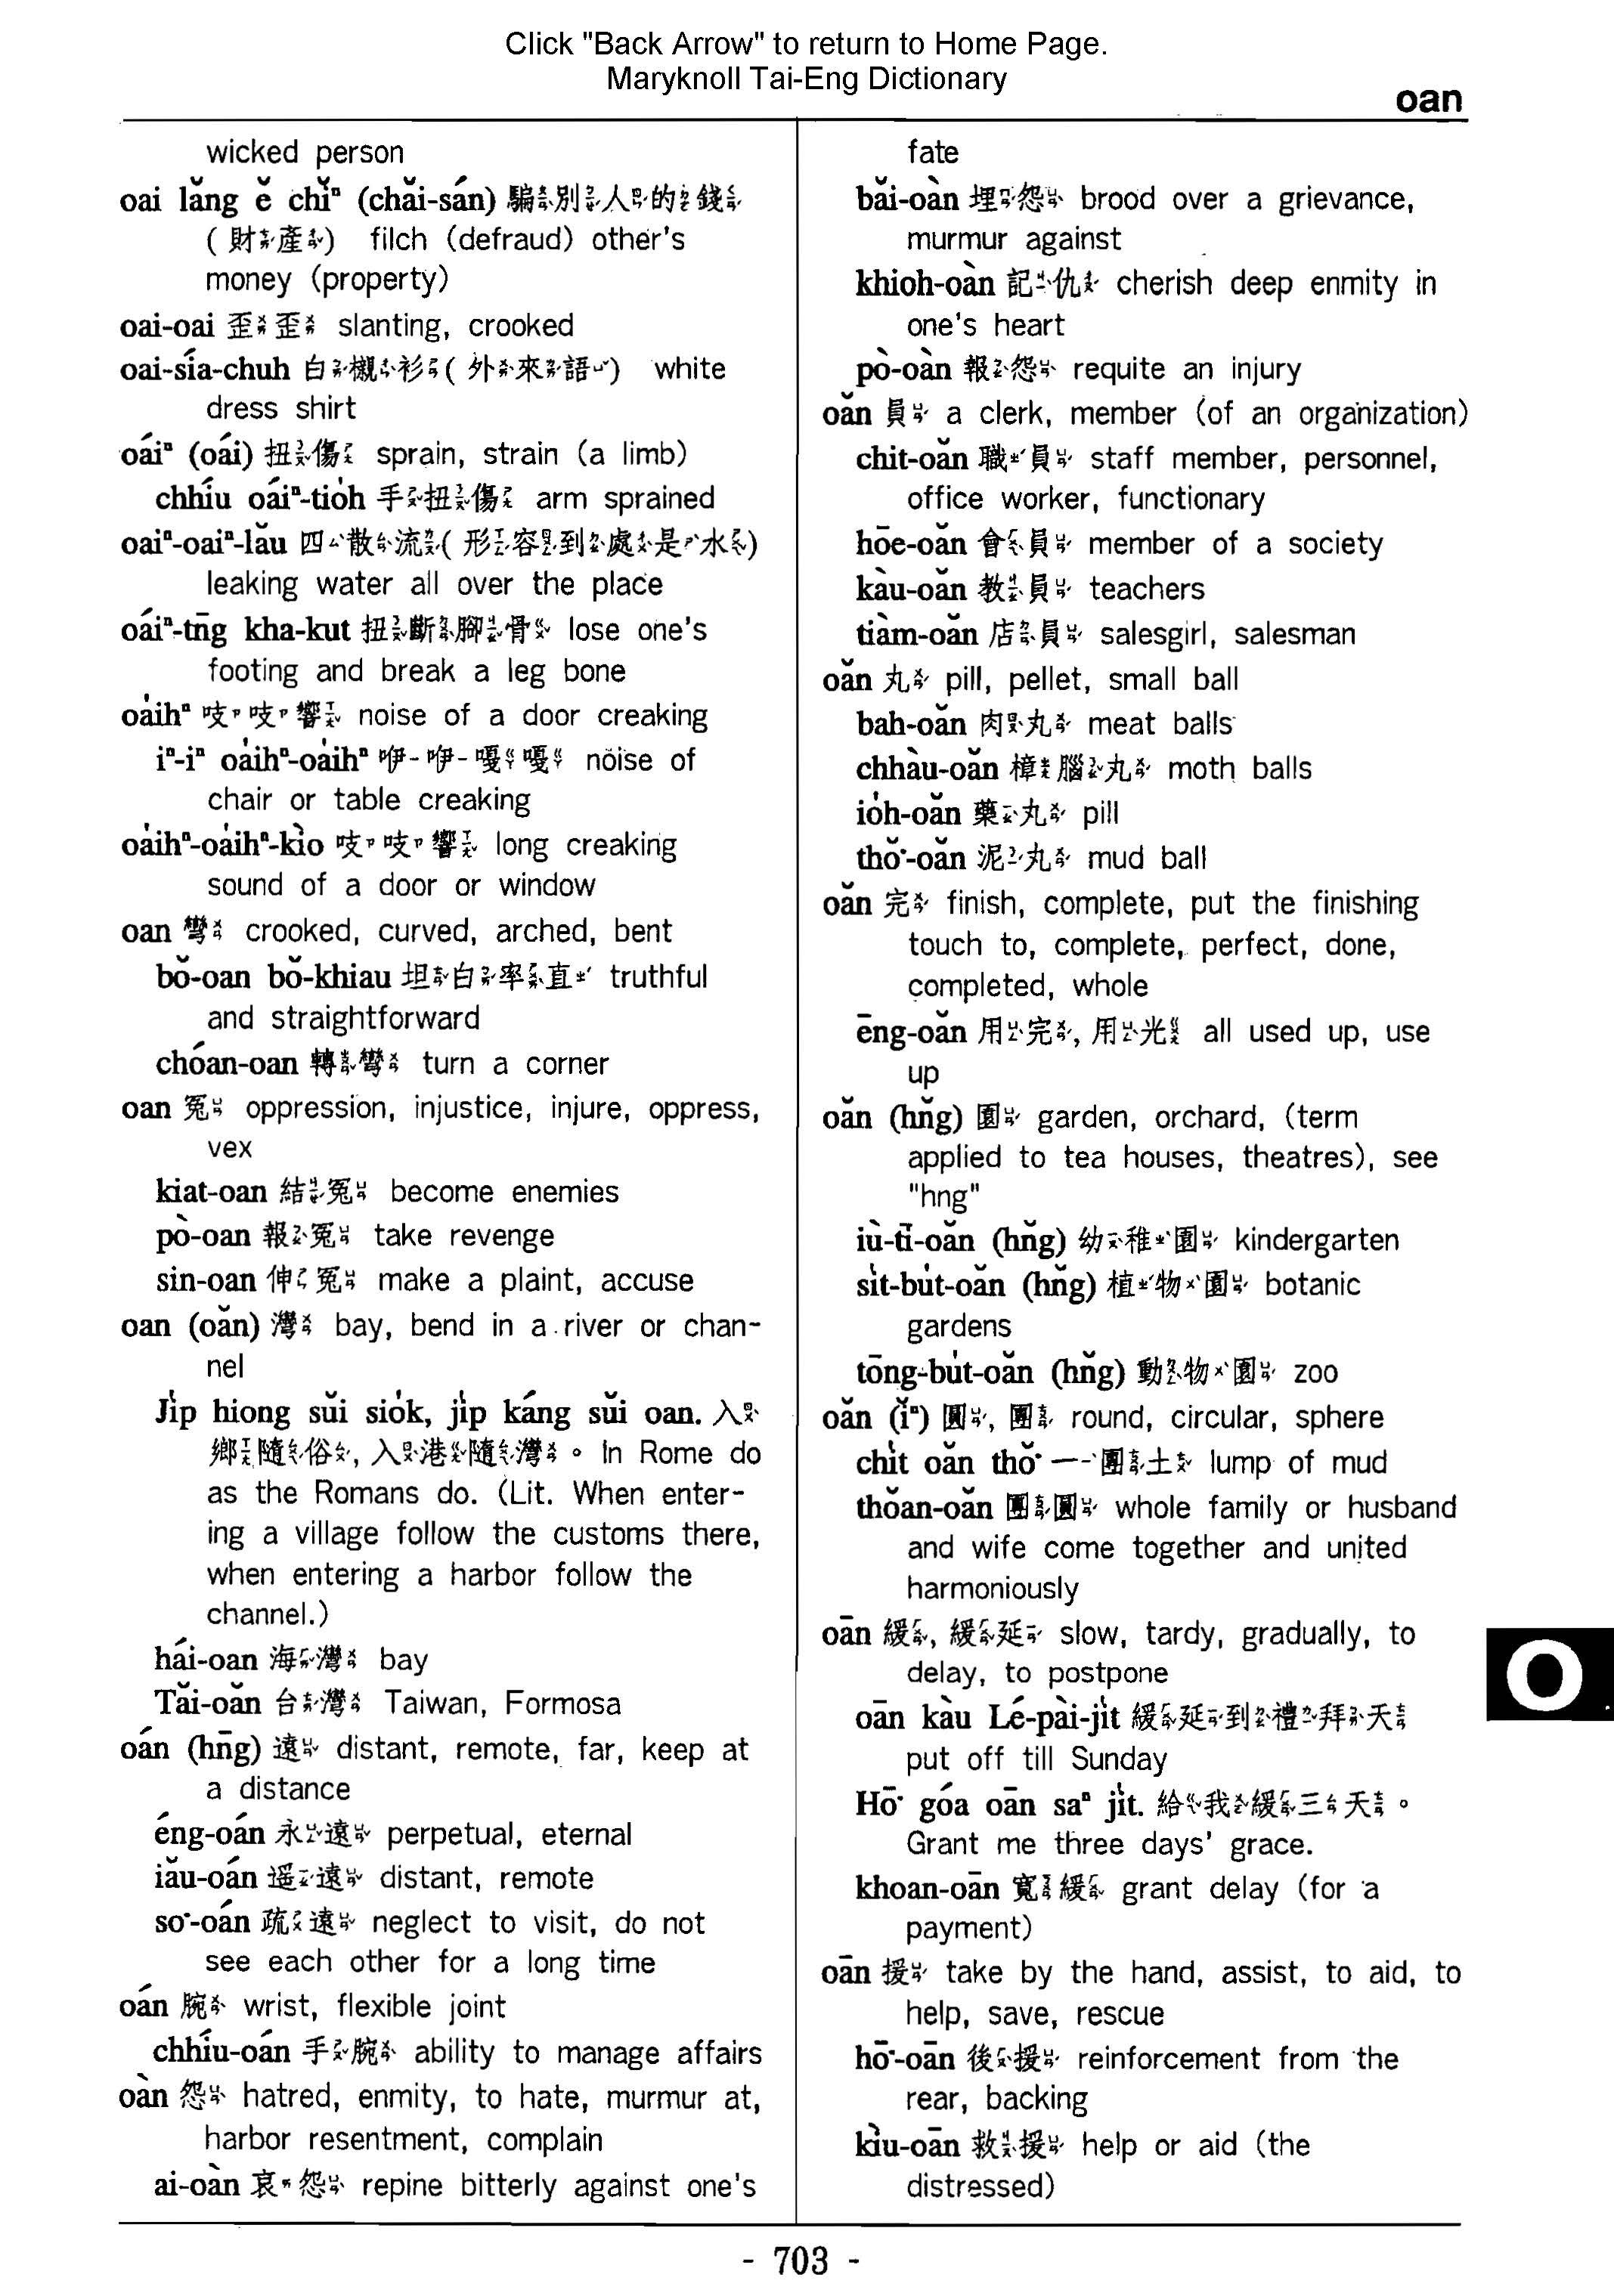 Click "Back Arrow" to return to Home Page.
Maryknoll Tai-Eng Dictionary
oan
wicked person
oai lăng ĕ chĭⁿ (chăi-sán) 騙別人的錢
(財產) filch (defraud) other's
money (property)
oai-oai 歪歪 slanting, crooked
oai-sía-chuh 白襯衫(外來語) white
dress shirt
oáiⁿ (oái) 扭傷 sprain, strain (a limb)
chhíu oáiⁿ-tio̍h 手扭傷 arm sprained
oaiⁿ-oaiⁿ-lău 四散流(形容到處是水)
leaking water all over the place
oáiⁿ-tn̄g kha-kut 扭斷腳骨 lose one's
footing and break a leg bone
oa̍ihⁿ 吱吱響 noise of a door creaking
iⁿ-iⁿ oa̍ihⁿ-oa̍ihⁿ 咿咿嘎嘎 noise of
chair or table creaking
oa̍ihⁿ-oa̍ihⁿ-kìo 吱吱響 long creaking
sound of a door or window
oan 彎 crooked, curved, arched, bent
bŏ-oan bŏ-khiau 坦白率直 truthful
and straightforward
chóan-oan 轉彎 turn a corner
oan 冤 oppression, injustice, injure, oppress,
vex
kiat-oan 結冤 become enemies
pò-oan 報冤 take revenge
sin-oan 伸冤 make a plaint, accuse
oan (oăn) 灣 bay, bend in a river or chan-
nel
Ji̍p hiong sŭi sio̍k, ji̍p káng sŭi oan. 入
鄉隨俗, 入港隨灣。 In Rome do
as the Romans do. (Lit. When enter-
ing a village follow the customs there,
when entering a harbor follow the
channel.)
hái-oan 海灣 bay
Tăi-oăn 台灣 Taiwan, Formosa
oán (hn̄g) 遠 distant, remote, far, keep at
a distance
éng-oán 永遠 perpetual, eternal
iău-oán 遥遠 distant, remote
so͘-oán 疏遠 neglect to visit, do not
see each other for a long time
oán 腕 wrist, flexible joint
chhíu-oán 手腕 ability to manage affairs
oàn 怨 hatred, enmity, to hate, murmur at,
harbor resentment, complain
ai-oàn 哀怨 repine bitterly against one's
fate
băi-oàn 埋怨 brood over a grievance,
murmur against
khioh-oàn 記仇 cherish deep enmity in
one's heart
pò-oàn 報怨 requite an injury
oăn 員 a clerk, member (of an organization)
chit-oăn 職員 staff member, personnel,
office worker, functionary
hōe-oăn 會員 member of a society
kàu-oăn 教員 teachers
tiàm-oăn 店員 salesgirl, salesman
oăn 丸 pill, pellet, small ball
bah-oăn 肉丸 meat balls
chhàu-oăn 樟腦丸 moth balls
io̍h-oăn 藥丸 pill
thŏ͘-oăn 泥丸 mud ball
oăn 完 finish, complete, put the finishing
touch to, complete, perfect, done,
completed, whole
ēng-oăn 用完, 用光 all used up, use
up
oăn (hn̆g) 園 garden, orchard, (term
applied to tea houses, theatres), see
"hng"
iù-tī-oăn (hn̆g) 幼稚園 kindergarten
si̍t-bu̍t-oăn (hn̆g) 植物園 botanic
gardens
tōng-bu̍t-oăn (hn̆g) 動物園 zoo
oăn (ĭⁿ) 圓, 團 round, circular, sphere
chi̍t oăn thŏ͘ 一團土 lump of mud
thŏan-oăn 團圓 whole family or husband
and wife come together and united
harmoniously
oān 緩, 緩延 slow, tardy, gradually, to
delay, to postpone
oān kàu Lé-pài-ji̍t 緩延到禮拜天
put off till Sunday
Hō͘ góa oān saⁿ ji̍t. 給我緩三天。
Grant me three days' grace.
khoan-oān 寬緩 grant delay (for a
payment)
oān 援 take by the hand, assist, to aid, to
help, save, rescue
hō͘-oān 後援 reinforcement from the
rear, backing
kìu-oān 救援 help or aid (the
distressed)
O
- 703 -